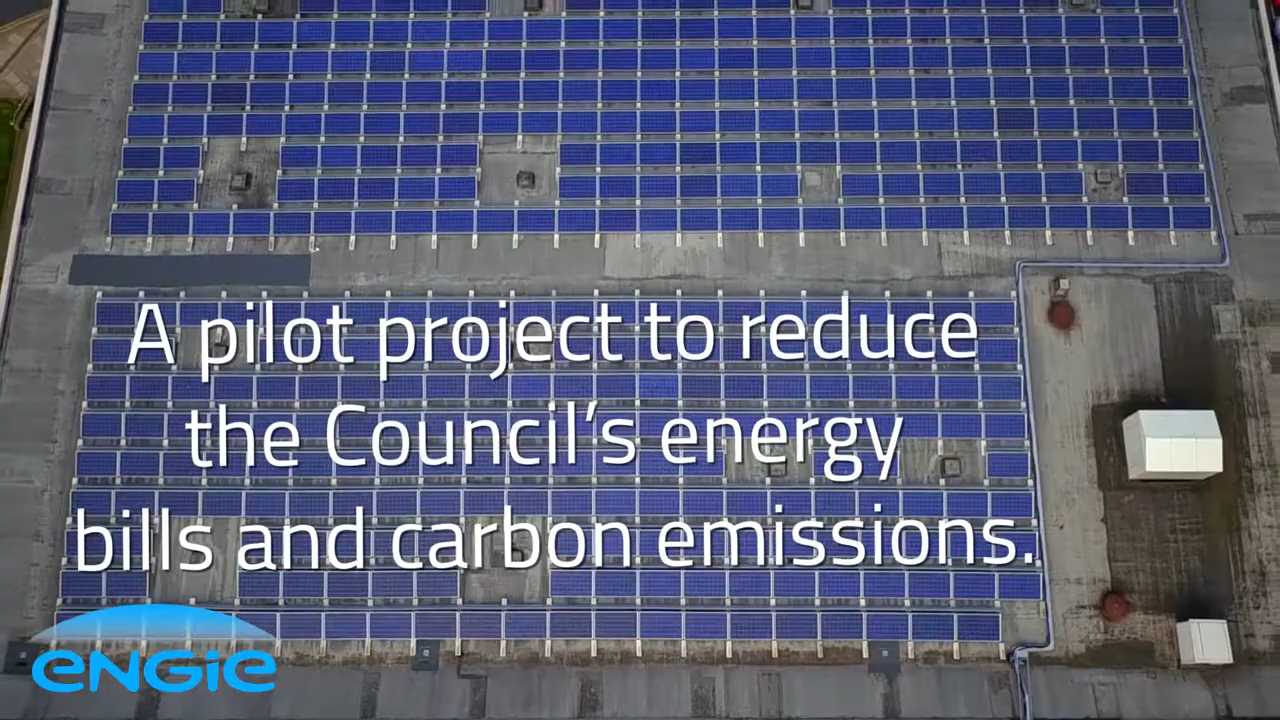 A pilot project to reduce
the Council's energy
bills and carbon emissions.
eNGie